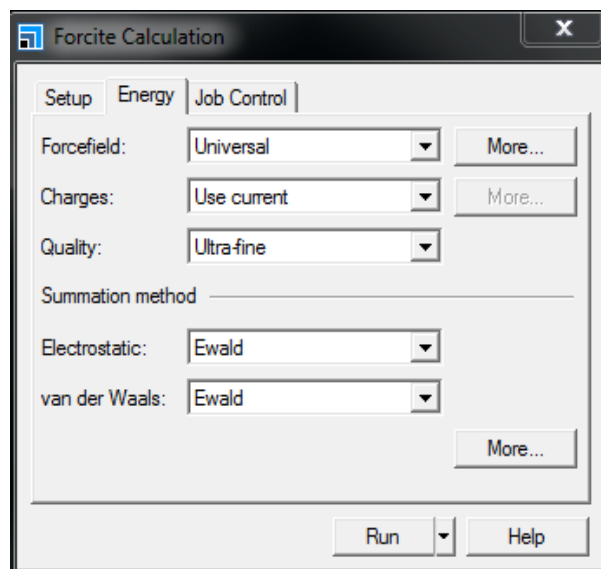 Forcite Calculation
Setup Energy Job Control
Forcefield: Universal More...
Charges: Use current More...
Quality: Ultra-fine
Summation method
Electrostatic: Ewald
van der Waals: Ewald
More...
Run Help